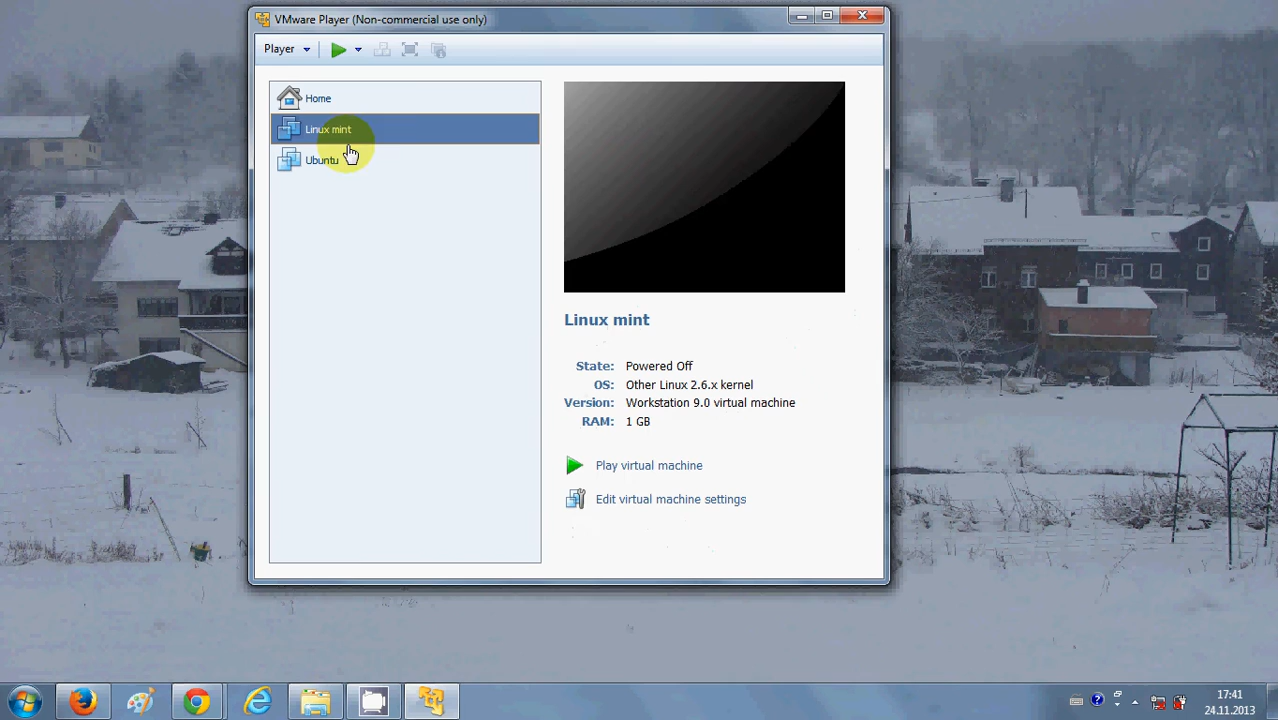 VMware Player (Non-commercial use only)
Player
Home
Linux mint
Ubuntu
Linux mint
State: Powered Off
OS: Other Linux 2.6.x kernel
Version: Workstation 9.0 virtual machine
RAM: 1 GB
Play virtual machine
Edit virtual machine settings
17:41
24.11.2013